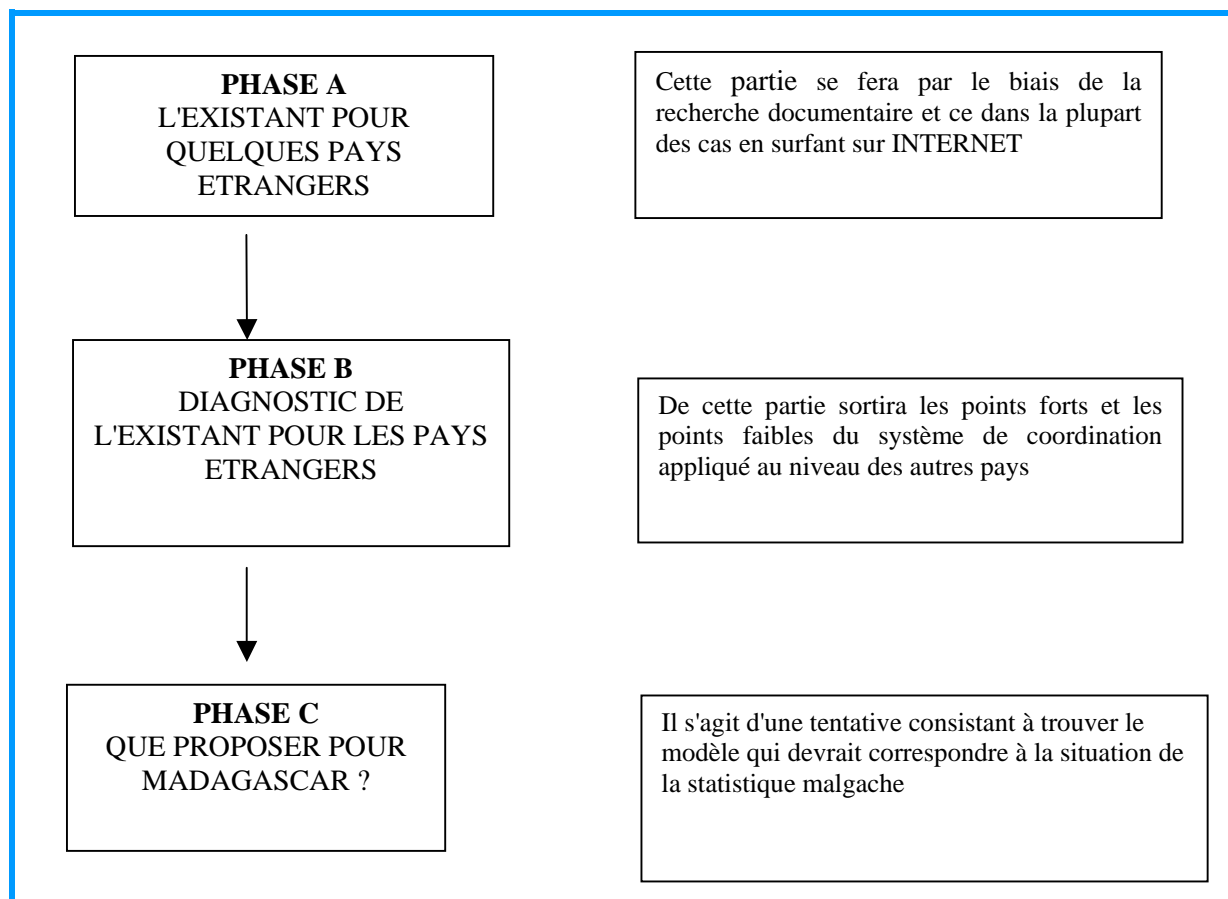 PHASE A
L'EXISTANT POUR
QUELQUES PAYS
ETRANGERS
Cette partie se fera par le biais de la
recherche documentaire et ce dans la plupart
des cas en surfant sur INTERNET
PHASE B
DIAGNOSTIC DE
L'EXISTANT POUR LES PAYS
ETRANGERS
De cette partie sortira les points forts et les
points faibles du système de coordination
appliqué au niveau des autres pays
PHASE C
QUE PROPOSER POUR
MADAGASCAR ?
Il s'agit d'une tentative consistant à trouver le
modèle qui devrait correspondre à la situation de
la statistique malgache